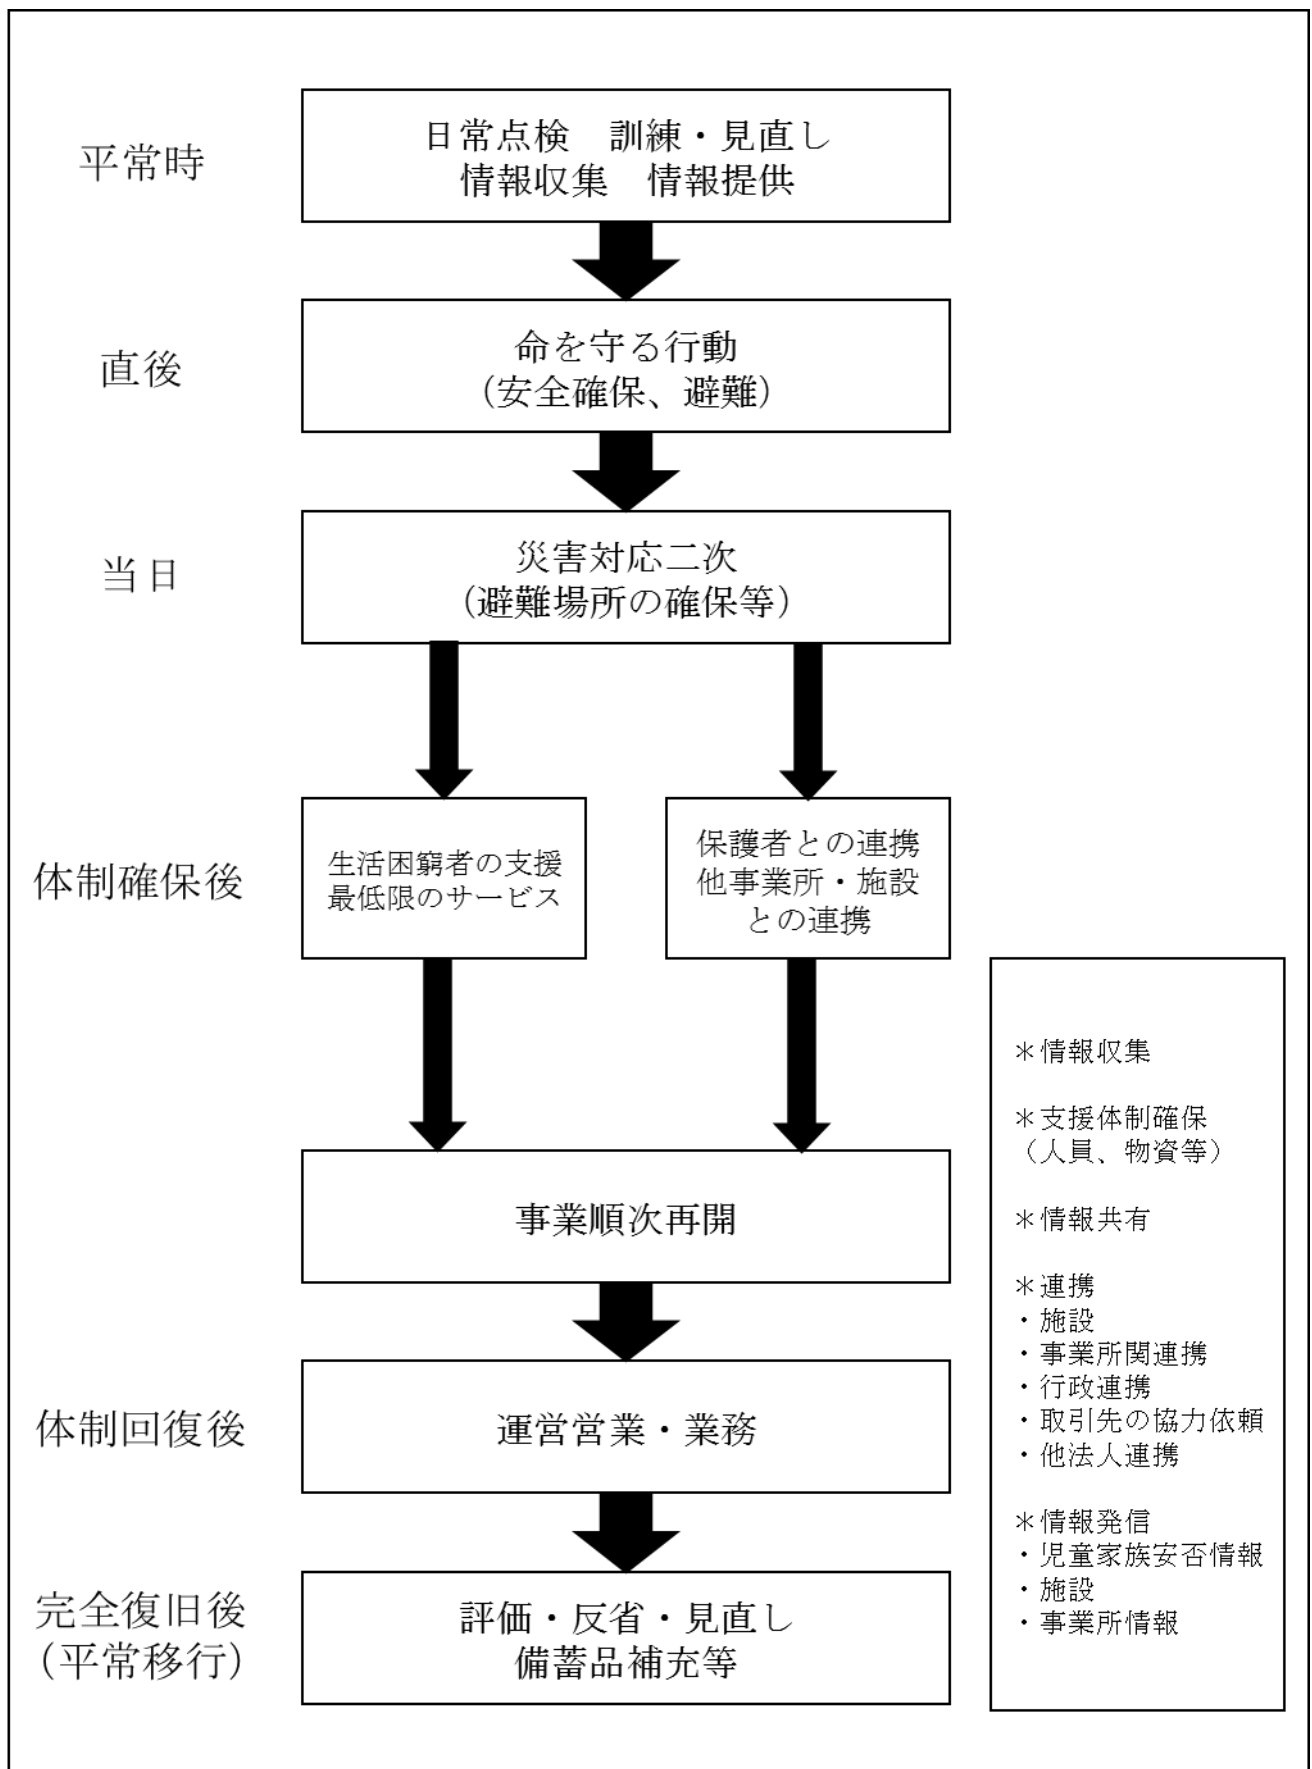 平常時
日常点検　訓練・見直し
情報収集　情報提供
直後
命を守る行動
（安全確保、避難）
当日
災害対応二次
（避難場所の確保等）
体制確保後
生活困窮者の支援
最低限のサービス
保護者との連携
他事業所・施設
との連携
事業順次再開
体制回復後
運営営業・業務
完全復旧後
（平常移行）
評価・反省・見直し
備蓄品補充等
＊情報収集
＊支援体制確保
（人員、物資等）
＊情報共有
＊連携
・施設
・事業所関連携
・行政連携
・取引先の協力依頼
・他法人連携
＊情報発信
・児童家族安否情報
・施設
・事業所情報